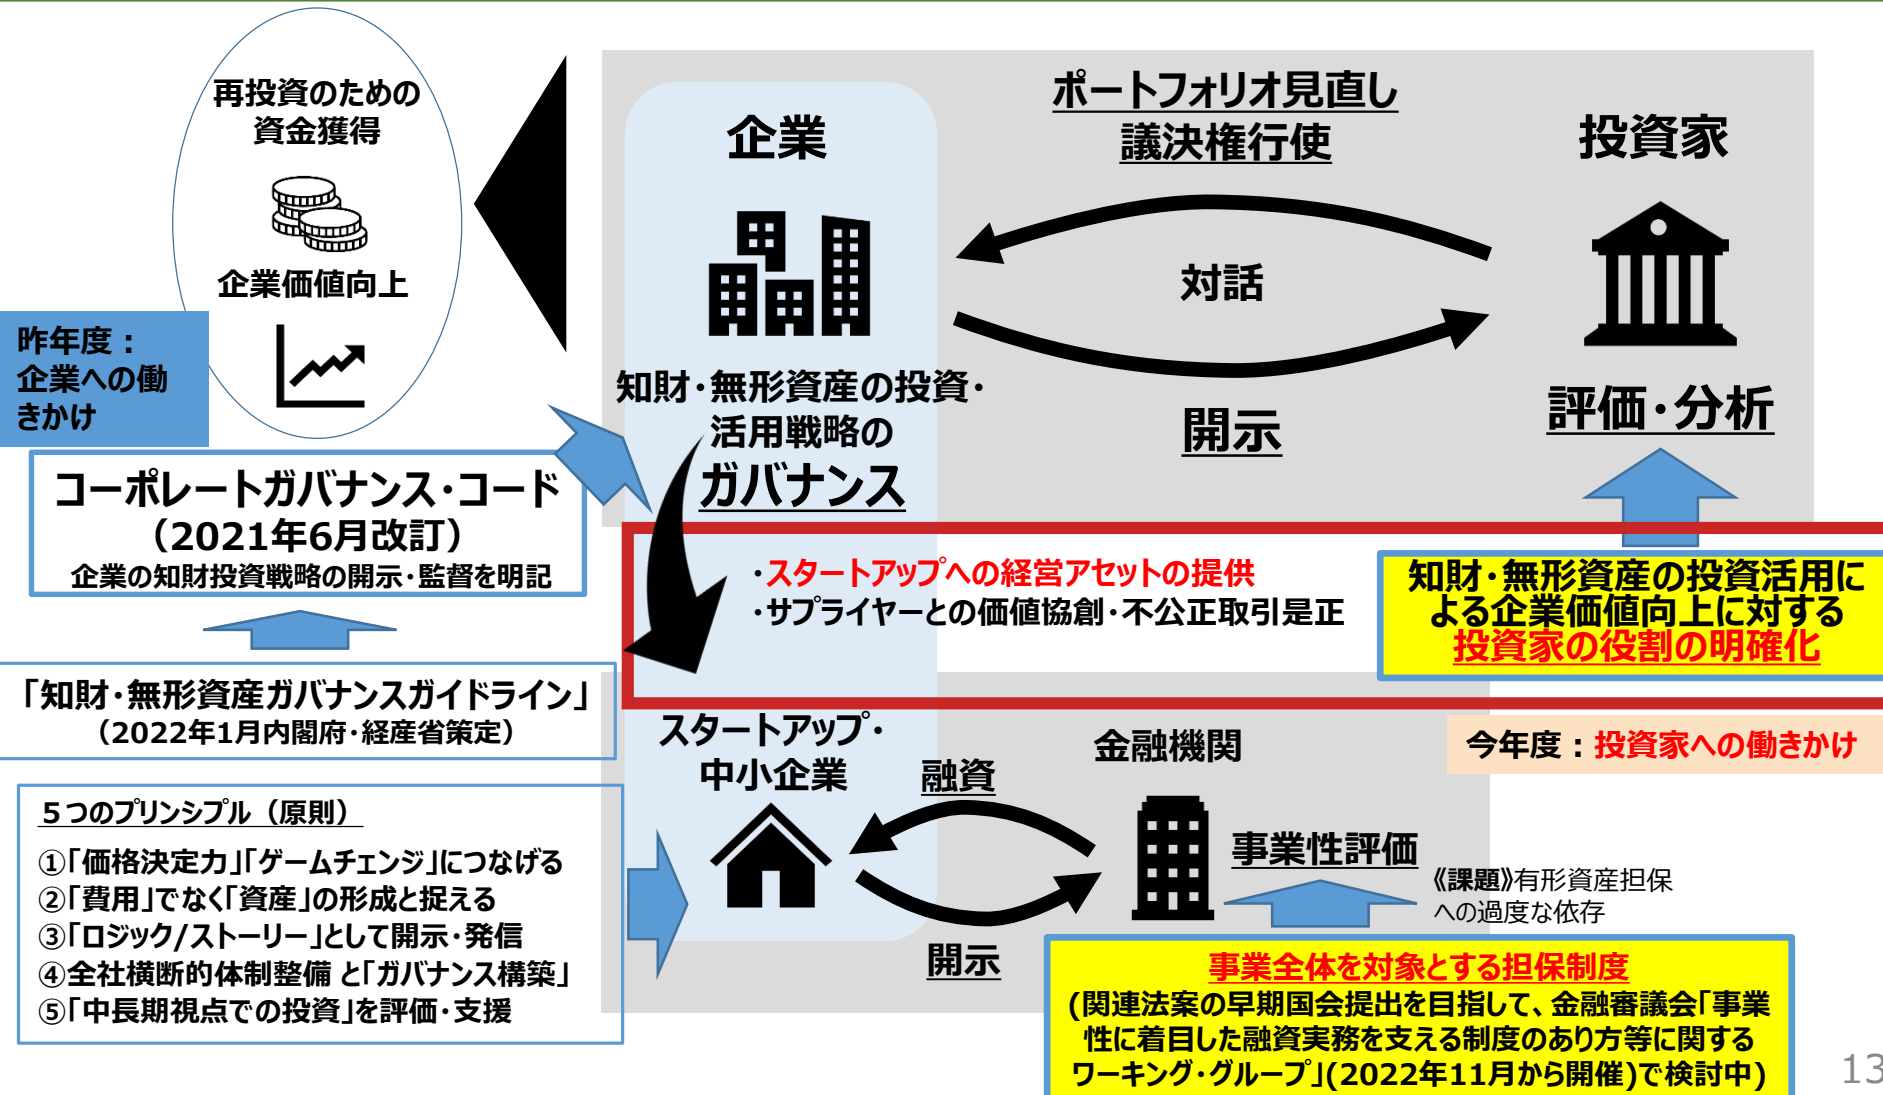 再投資のための
資金獲得
企業価値向上
昨年度：
企業への働
きかけ
企業
ポートフォリオ見直し
議決権行使
投資家
対話
開示
評価・分析
知財・無形資産の投資・
活用戦略の
ガバナンス
コーポレートガバナンス・コード
（2021年6月改訂）
企業の知財投資戦略の開示・監督を明記
・スタートアップへの経営アセットの提供
・サプライヤーとの価値協創・不公正取引是正
知財・無形資産の投資活用に
よる企業価値向上に対する
投資家の役割の明確化
「知財・無形資産ガバナンスガイドライン」
（2022年1月内閣府・経産省策定）
今年度：投資家への働きかけ
スタートアップ・
中小企業
融資
金融機関
開示
事業性評価
《課題》有形資産担保
への過度な依存
５つのプリンシプル（原則）
①「価格決定力」「ゲームチェンジ」につなげる
②「費用」でなく「資産」の形成と捉える
③「ロジック/ストーリー」として開示・発信
④全社横断的体制整備 と「ガバナンス構築」
⑤「中長期視点での投資」を評価・支援
事業全体を対象とする担保制度
(関連法案の早期国会提出を目指して、金融審議会「事業
性に着目した融資実務を支える制度のあり方等に関する
ワーキング・グループ」(2022年11月から開催)で検討中)
13